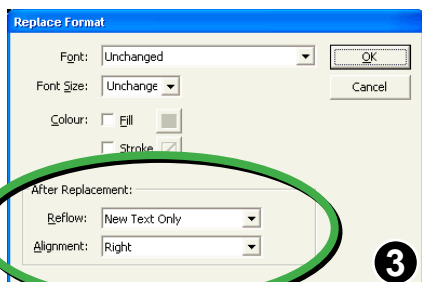 Replace Format
Font: Unchanged OK
Font Size: Unchange Cancel
Colour: Fill
Stroke
After Replacement:
Reflow: New Text Only
Alignment: Right
3